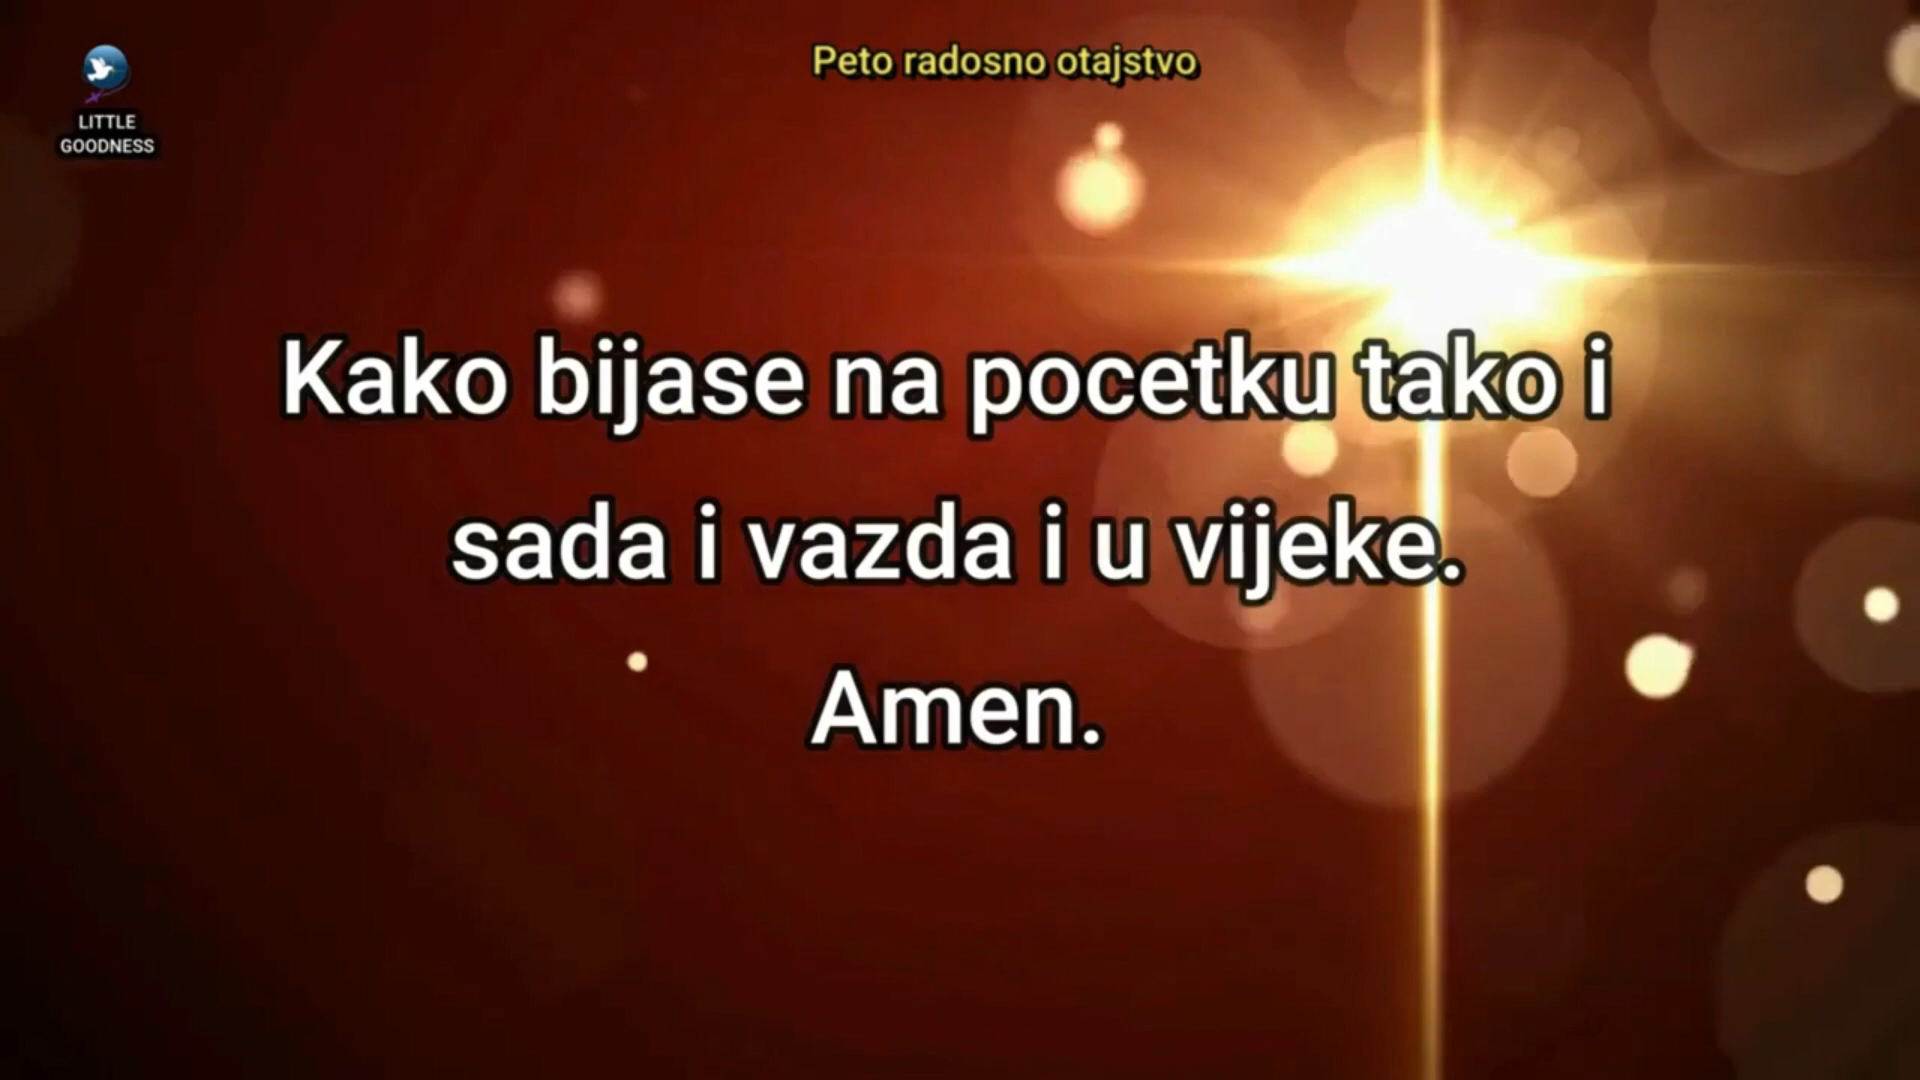 Peto radosno otajstvo
LITTLE
GOODNESS
Kako bijase na pocetku tako i
sada i vazda i u vijeke.
Amen.